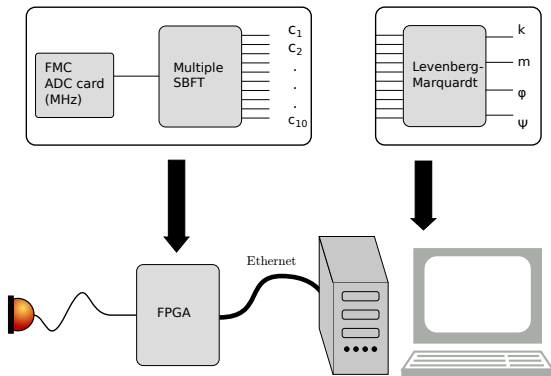 FMC
ADC card
(MHz)
Multiple
SBFT
c1
c2
.
.
.
c10
Levenberg-
Marquardt
k
m
φ
ψ
Ethernet
FPGA